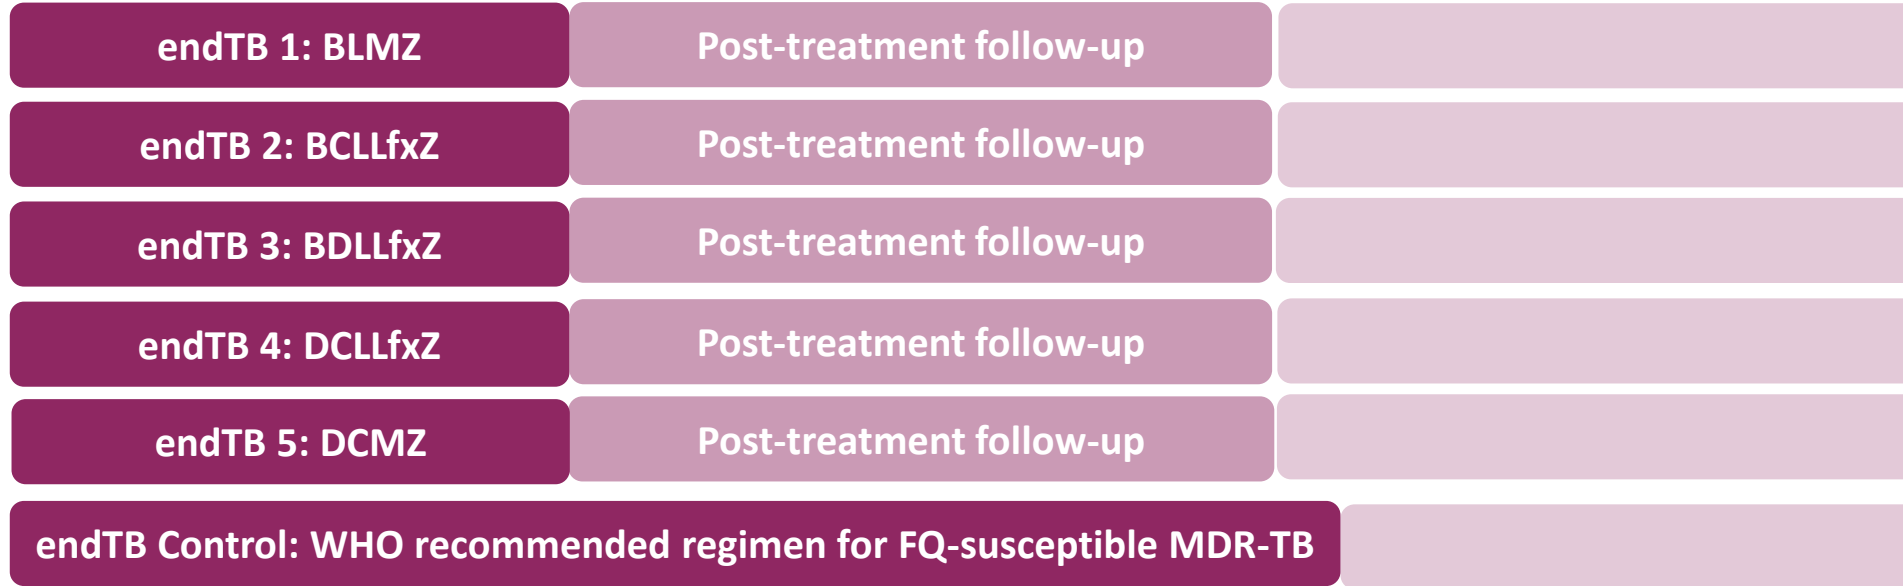 endTB 1: BLMZ Post-treatment follow-up
endTB 2: BCLLfxZ Post-treatment follow-up
endTB 3: BDLLfxZ Post-treatment follow-up
endTB 4: DCLLfxZ Post-treatment follow-up
endTB 5: DCMZ Post-treatment follow-up
endTB Control: WHO recommended regimen for FQ-susceptible MDR-TB